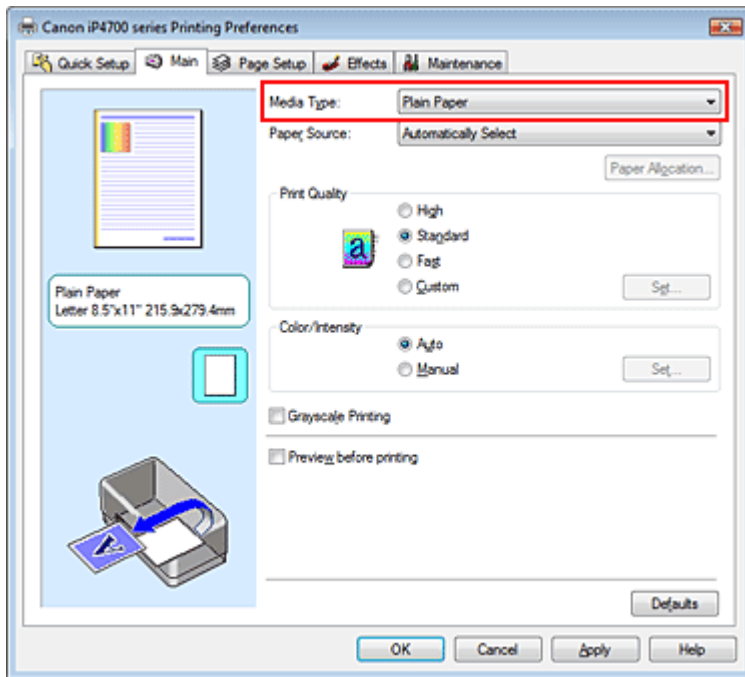 Canon iP4700 series Printing Preferences
Quick Setup Main Page Setup Effects Maintenance
Media Type: Plain Paper
Paper Source: Automatically Select
Paper Allocation...
Print Quality
High
a Standard
Fast
Custom Set...
Plain Paper
Letter 8.5"x11" 215.9x279.4mm
Color/Intensity
Auto
Manual Set...
Grayscale Printing
Preview before printing
A
Defaults
OK Cancel Apply Help